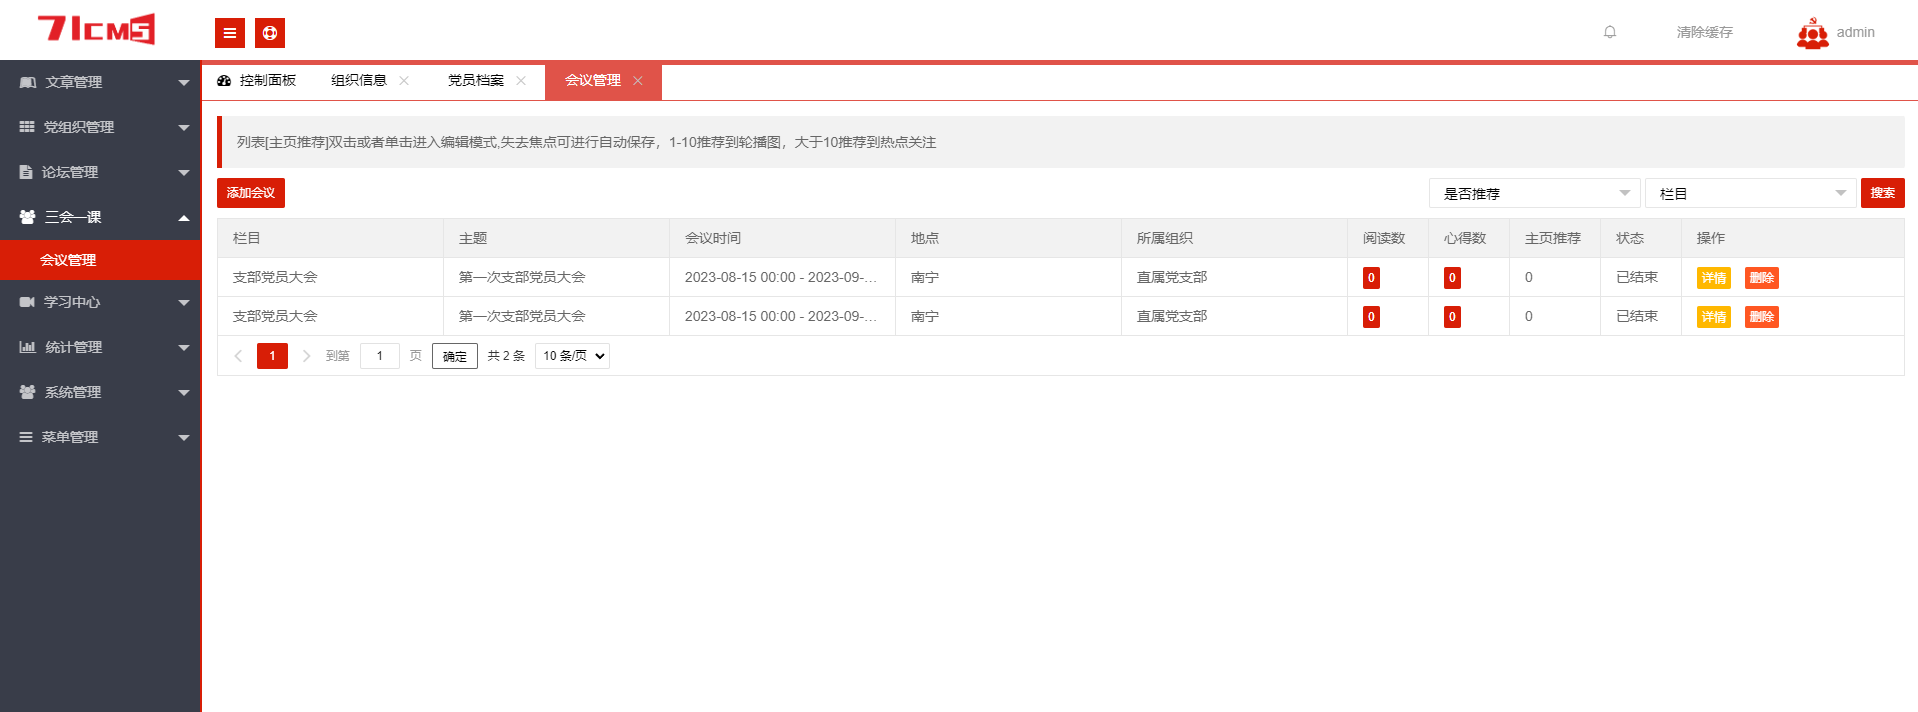 71CMS
清除缓存
admin
文章管理
党组织管理
论坛管理
三会一课
会议管理
学习中心
统计管理
系统管理
菜单管理
控制面板 组织信息 党员档案 会议管理
列表[主页推荐]双击或者单击进入编辑模式,失去焦点可进行自动保存，1-10推荐到轮播图，大于10推荐到热点关注
添加会议 是否推荐 栏目 搜索
栏目 主题 会议时间 地点 所属组织 阅读数 心得数 主页推荐 状态 操作
支部党员大会 第一次支部党员大会 2023-08-15 00:00 - 2023-09-... 南宁 直属党支部 0 0 0 已结束 详情 删除
支部党员大会 第一次支部党员大会 2023-08-15 00:00 - 2023-09-... 南宁 直属党支部 0 0 0 已结束 详情 删除
1 到第 1 页 确定 共 2 条 10 条/页